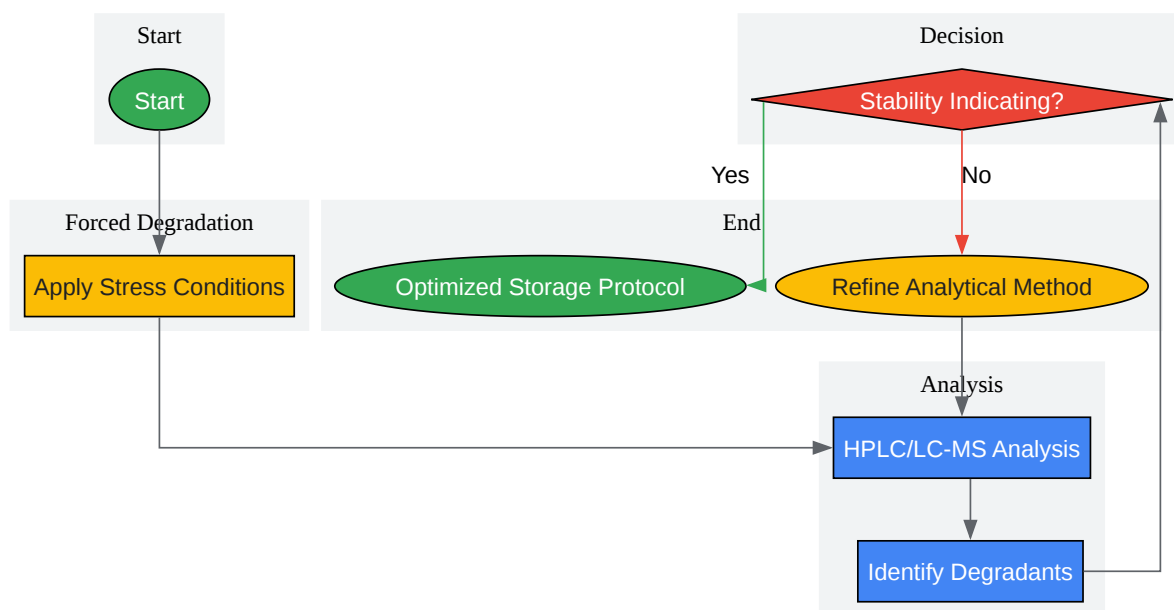 Start
Decision
Start
Stability Indicating?
Yes
No
Forced Degradation
End
Apply Stress Conditions
Optimized Storage Protocol
Refine Analytical Method
Analysis
HPLC/LC-MS Analysis
Identify Degradants